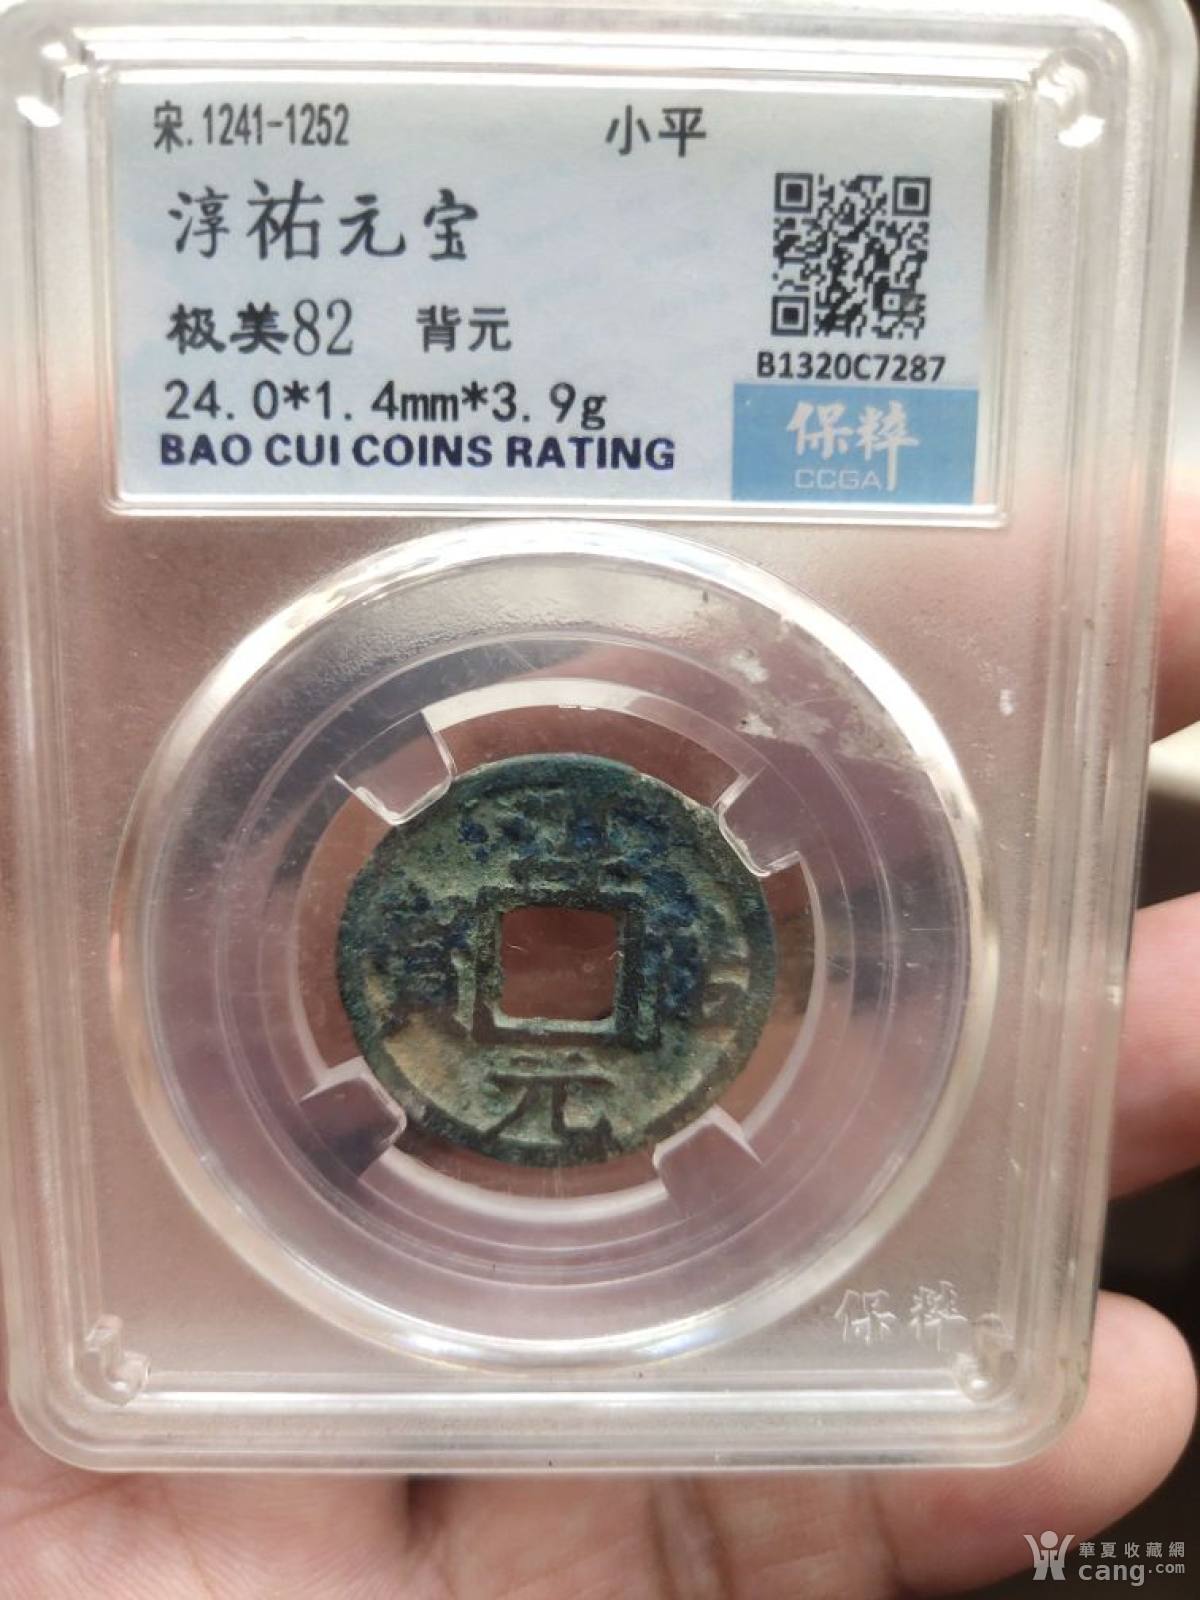 宋.1241-1252 小平
淳祐元宝
极美82 背元
B1320C7287
24.0*1.4mm*3.9g
BAO CUI COINS RATING
保粹
CCGA
元
保粹
華夏收藏網
cang.com